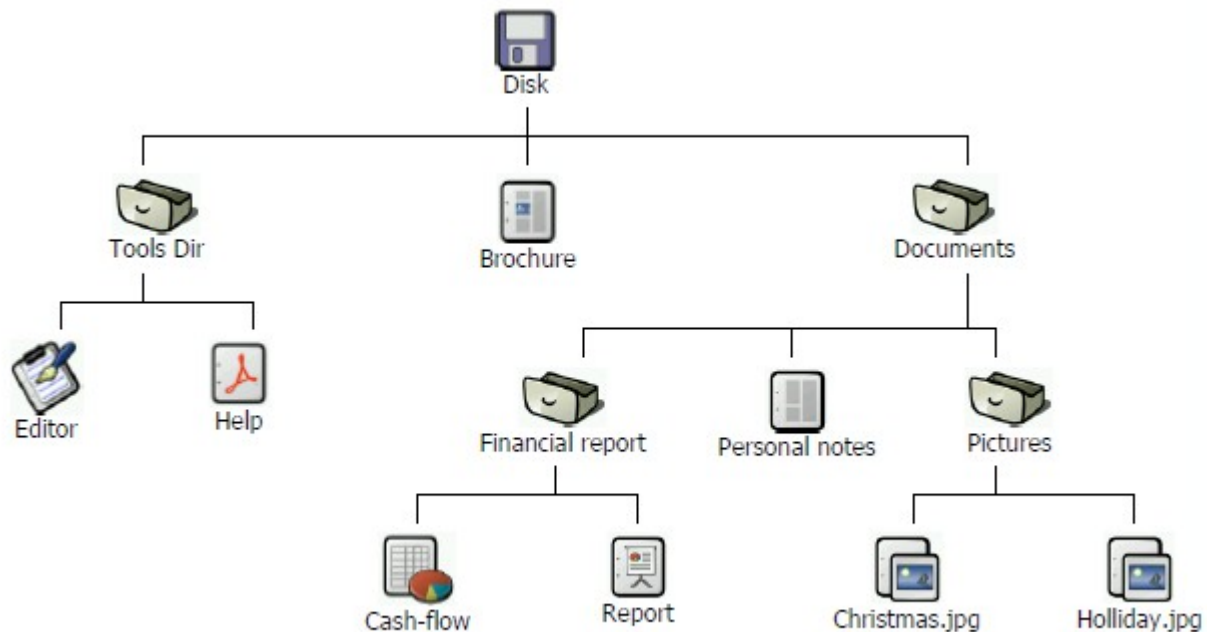 Disk
Tools Dir
Brochure
Documents
Editor
Help
Financial report
Personal notes
Pictures
Cash-flow
Report
Christmas.jpg
Holliday.jpg